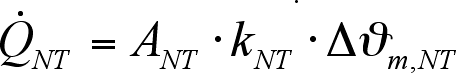 Q̇_NT = A_NT · k_NT · Δϑ_m,NT